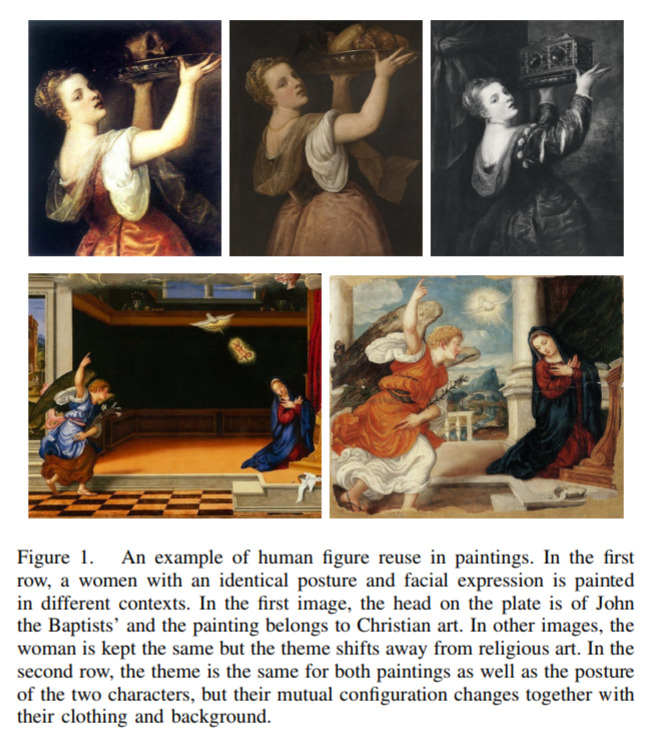 Figure 1. An example of human figure reuse in paintings. In the first
row, a women with an identical posture and facial expression is painted
in different contexts. In the first image, the head on the plate is of John
the Baptists’ and the painting belongs to Christian art. In other images, the
woman is kept the same but the theme shifts away from religious art. In the
second row, the theme is the same for both paintings as well as the posture
of the two characters, but their mutual configuration changes together with
their clothing and background.